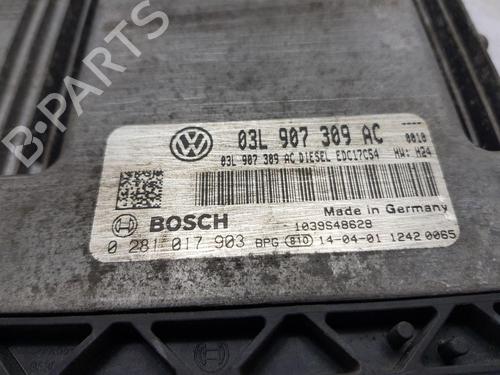 B-PARTS
03L 907 309 AC 0010
03L 907 309 AC DIESEL EDC17C54 HW: H24
Made in Germany
BOSCH 1039S48628
0 281 017 903 BPG 810 14-04-01 1242 0065